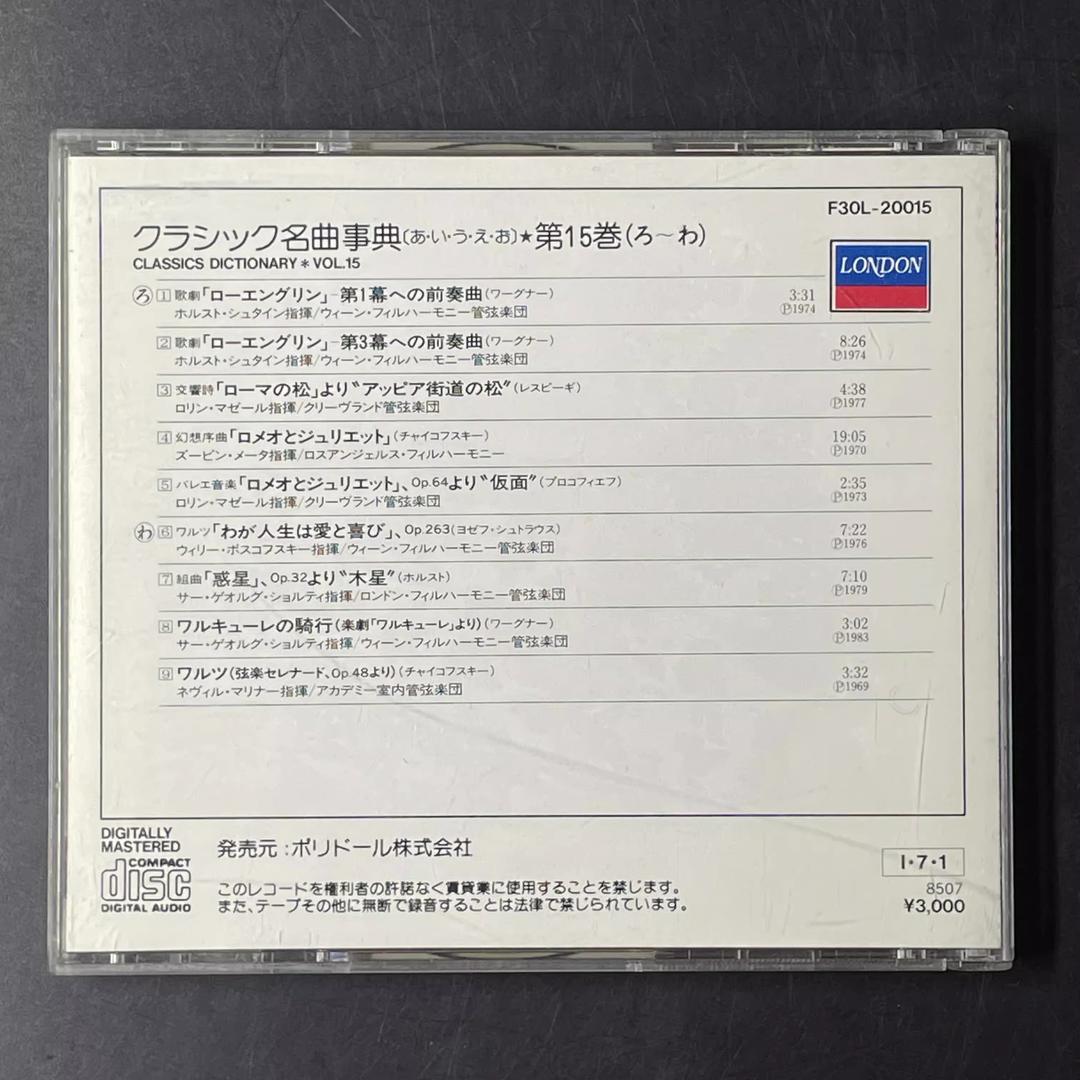 F30L-20015
クラシック名曲事典〔あ・い・う・え・お〕★第15巻(ろ〜わ)
CLASSICS DICTIONARY＊VOL.15
LONDON
ろ 1 歌劇「ローエングリン」-第1幕への前奏曲(ワーグナー) 3:31
ホルスト・シュタイン指揮/ウィーン・フィルハーモニー管弦楽団 Ⓟ1974
2 歌劇「ローエングリン」-第3幕への前奏曲(ワーグナー) 8:26
ホルスト・シュタイン指揮/ウィーン・フィルハーモニー管弦楽団 Ⓟ1974
3 交響詩「ローマの松」より〝アッピア街道の松〟(レスピーギ) 4:38
ロリン・マゼール指揮/クリーヴランド管弦楽団 Ⓟ1977
4 幻想序曲「ロメオとジュリエット」(チャイコフスキー) 19:05
ズービン・メータ指揮/ロスアンジェルス・フィルハーモニー Ⓟ1970
5 バレエ音楽「ロメオとジュリエット」、Op.64より〝仮面〟(プロコフィエフ) 2:35
ロリン・マゼール指揮/クリーヴランド管弦楽団 Ⓟ1973
わ 6 ワルツ「わが人生は愛と喜び」、Op.263(ヨゼフ・シュトラウス) 7:22
ウィリー・ボスコフスキー指揮/ウィーン・フィルハーモニー管弦楽団 Ⓟ1976
7 組曲「惑星」、Op.32より〝木星〟(ホルスト) 7:10
サー・ゲオルグ・ショルティ指揮/ロンドン・フィルハーモニー管弦楽団 Ⓟ1979
8 ワルキューレの騎行(楽劇「ワルキューレ」より)(ワーグナー) 3:02
サー・ゲオルグ・ショルティ指揮/ウィーン・フィルハーモニー管弦楽団 Ⓟ1983
9 ワルツ(弦楽セレナード、Op.48より)(チャイコフスキー) 3:32
ネヴィル・マリナー指揮/アカデミー室内管弦楽団 Ⓟ1969
DIGITALLY
MASTERED
COMPACT
disc
DIGITAL AUDIO
発売元:ポリドール株式会社
このレコードを権利者の許諾なく賃貸業に使用することを禁じます。
また、テープその他に無断で録音することは法律で禁じられています。
I・7・1
8507
¥3,000